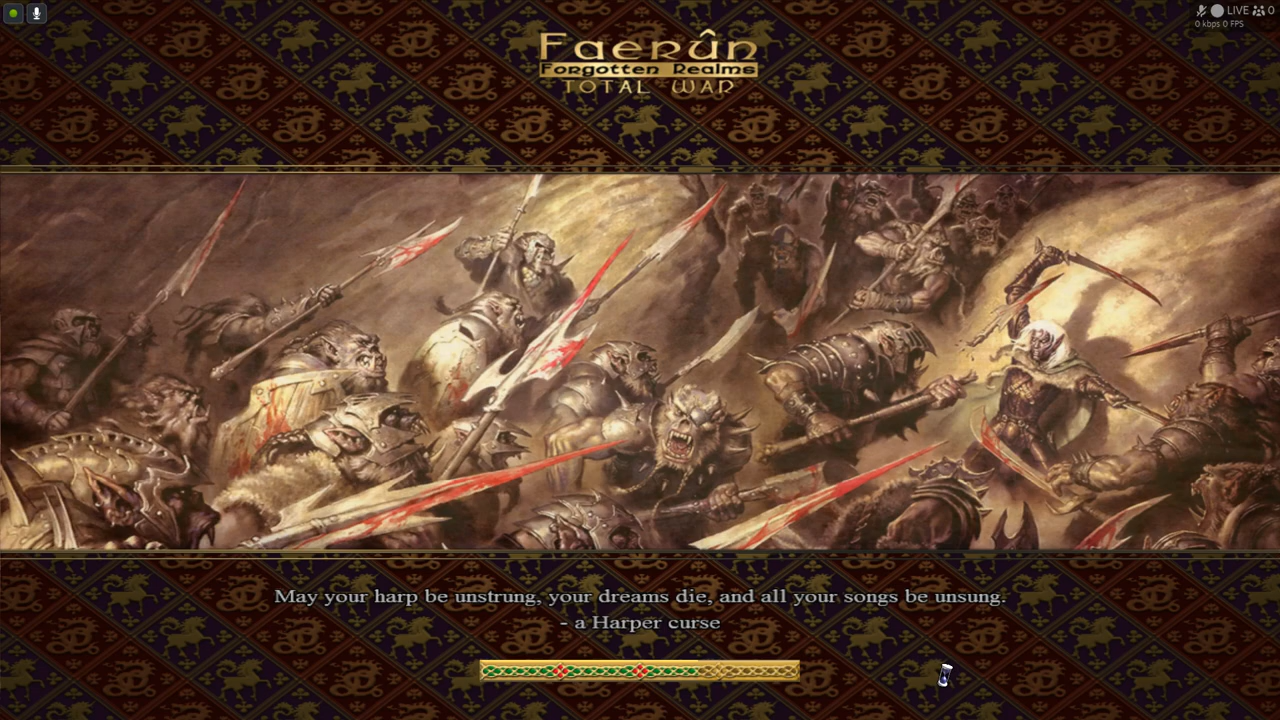 LIVE 0
0 kbps 0 FPS
Faerûn
Forgotten Realms
TOTAL WAR
May your harp be unstrung, your dreams die, and all your songs be unsung.
- a Harper curse